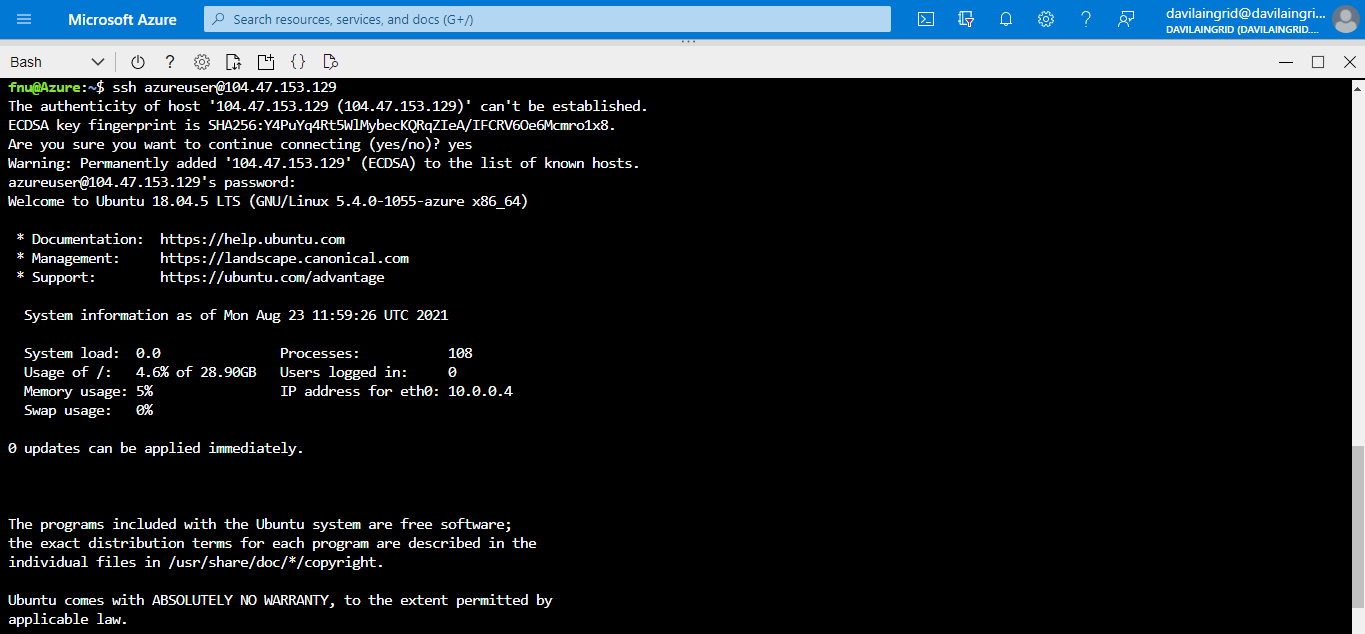 Microsoft Azure
Search resources, services, and docs (G+/)
davilaingrid@davilaingri...
DAVILAINGRID (DAVILAINGRID....
Bash
fnu@Azure:~$ ssh azureuser@104.47.153.129
The authenticity of host '104.47.153.129 (104.47.153.129)' can't be established.
ECDSA key fingerprint is SHA256:Y4PuYq4Rt5WlMybecKQRqZIeA/IFCRV6Oe6Mcmro1x8.
Are you sure you want to continue connecting (yes/no)? yes
Warning: Permanently added '104.47.153.129' (ECDSA) to the list of known hosts.
azureuser@104.47.153.129's password:
Welcome to Ubuntu 18.04.5 LTS (GNU/Linux 5.4.0-1055-azure x86_64)
* Documentation:  https://help.ubuntu.com
* Management:     https://landscape.canonical.com
* Support:        https://ubuntu.com/advantage
System information as of Mon Aug 23 11:59:26 UTC 2021
System load:  0.0               Processes:           108
Usage of /:   4.6% of 28.90GB   Users logged in:     0
Memory usage: 5%                IP address for eth0: 10.0.0.4
Swap usage:   0%
0 updates can be applied immediately.
The programs included with the Ubuntu system are free software;
the exact distribution terms for each program are described in the
individual files in /usr/share/doc/*/copyright.
Ubuntu comes with ABSOLUTELY NO WARRANTY, to the extent permitted by
applicable law.